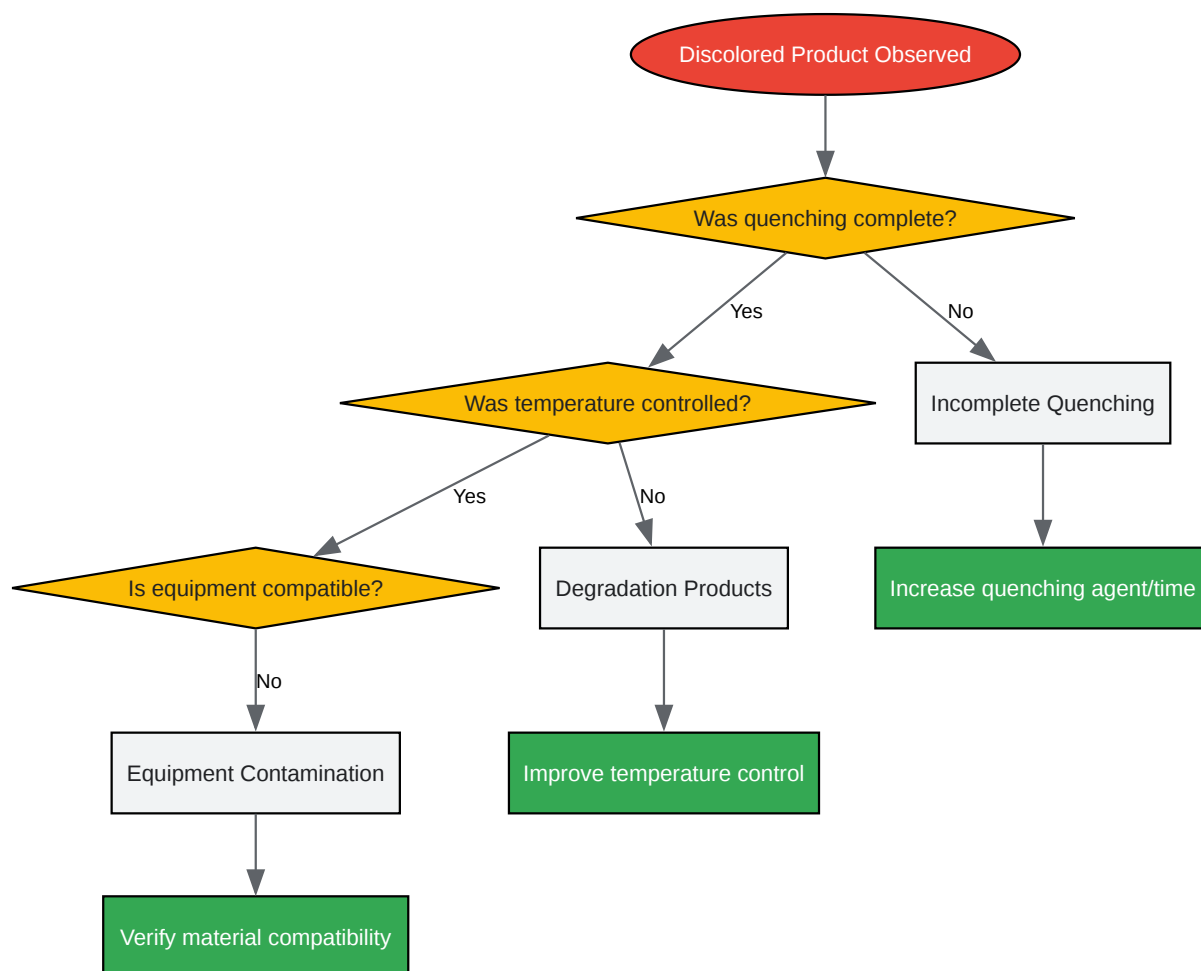 Discolored Product Observed
Was quenching complete?
Yes
No
Was temperature controlled?
Incomplete Quenching
Yes
No
Is equipment compatible?
Degradation Products
Increase quenching agent/time
No
Equipment Contamination
Improve temperature control
Verify material compatibility